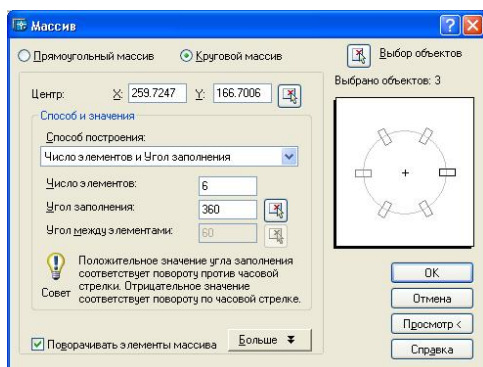 Массив
Прямоугольный массив
Круговой массив
Выбор объектов
Выбрано объектов: 3
Центр: X: 259.7247 Y: 166.7006
Способ и значения
Способ построения:
Число элементов и Угол заполнения
Число элементов: 6
Угол заполнения: 360
Угол между элементами: 60
Положительное значение угла заполнения
соответствует повороту против часовой
стрелки. Отрицательное значение
соответствует повороту по часовой стрелке.
Совет
Поворачивать элементы массива
Больше
OK
Отмена
Просмотр <
Справка